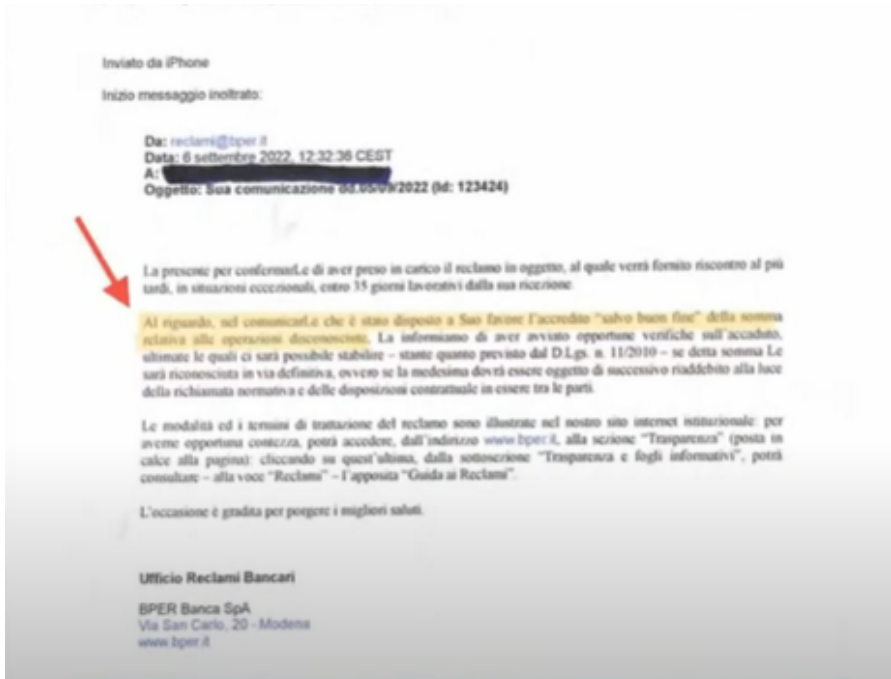 Inviato da iPhone
Inizio messaggio inoltrato:
Da: reclami@bper.it
Data: 6 settembre 2022, 12:32:36 CEST
A:
Oggetto: Sua comunicazione dd.05/09/2022 (Id: 123424)
La presente per confermarLe di aver preso in carico il reclamo in oggetto, al quale verrà fornito riscontro al più
tardi, in situazioni eccezionali, entro 35 giorni lavorativi dalla sua ricezione.
Al riguardo, nel comunicarLe che è stato disposto a Suo favore l'accredito "salvo buon fine" della somma
relativa alle operazioni disconosciute, La informiamo di aver avviato opportune verifiche sull'accaduto,
ultimate le quali ci sarà possibile stabilire – stante quanto previsto dal D.Lgs. n. 11/2010 – se detta somma Le
sarà riconosciuta in via definitiva, ovvero se la medesima dovrà essere oggetto di successivo riaddebito alla luce
della richiamata normativa e delle disposizioni contrattuale in essere tra le parti.
Le modalità ed i termini di trattazione del reclamo sono illustrate nel nostro sito internet istituzionale: per
averne opportuna contezza, potrà accedere, dall'indirizzo www.bper.it, alla sezione "Trasparenza" (posta in
calce alla pagina): cliccando su quest'ultima, dalla sottosezione "Trasparenza e fogli informativi", potrà
consultare – alla voce "Reclami" – l'apposita "Guida ai Reclami".
L'occasione è gradita per porgere i migliori saluti.
Ufficio Reclami Bancari
BPER Banca SpA
Via San Carlo, 20 - Modena
www.bper.it